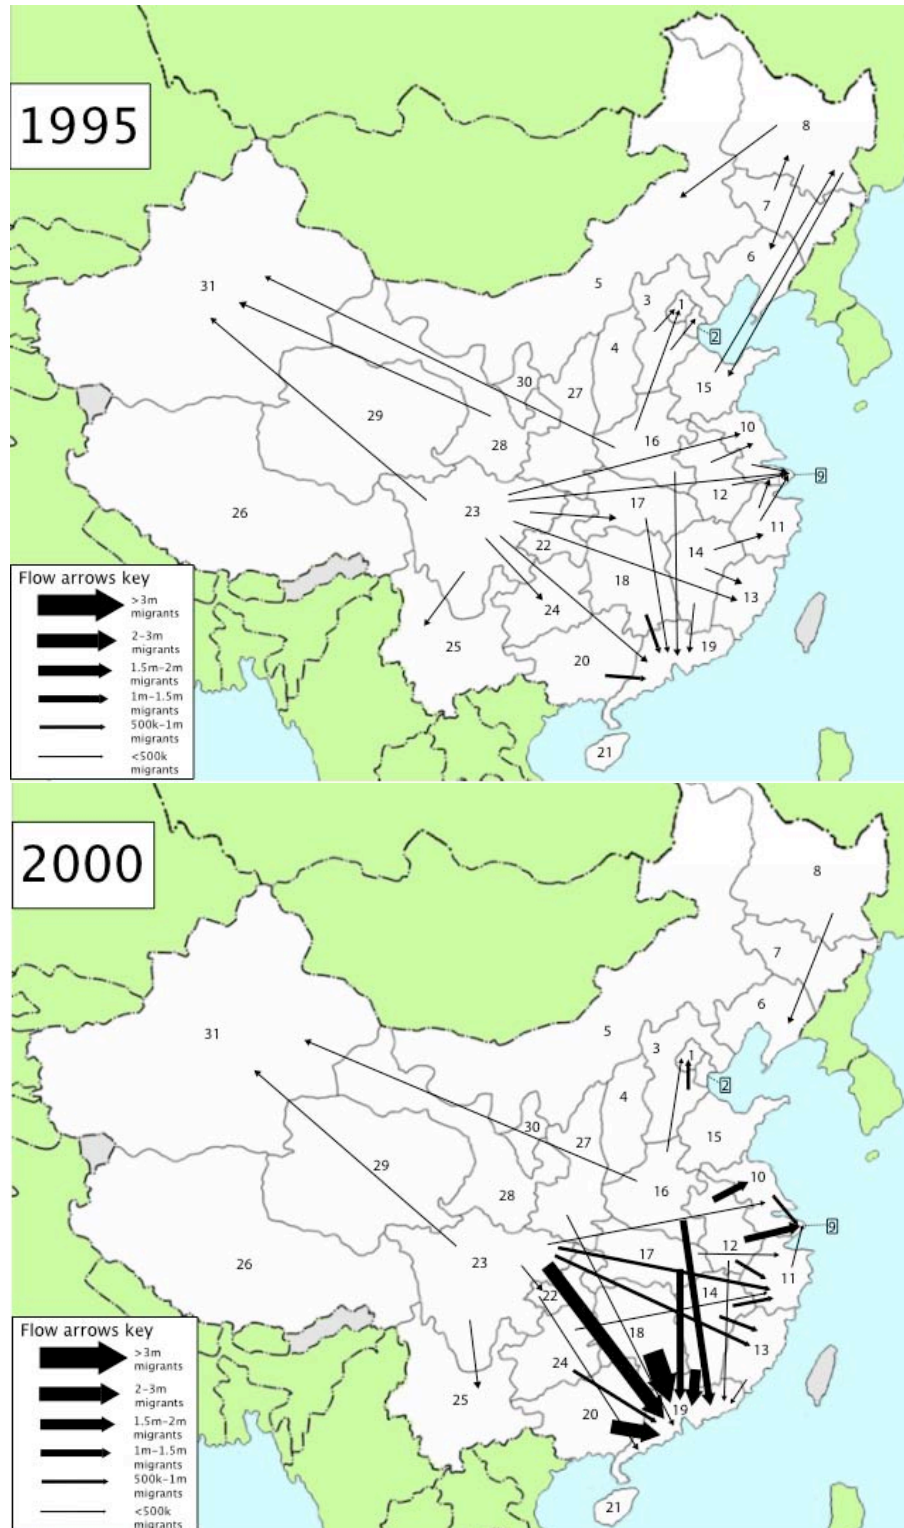 1995
8
7
6
5
31
3
1
2
4
15
30
27
29
10
16
28
9
12
23
17
26
11
22
14
18
13
24
25
19
20
21
Flow arrows key
>3m
migrants
2-3m
migrants
1.5m-2m
migrants
1m-1.5m
migrants
500k-1m
migrants
<500k
migrants
2000
8
7
6
5
31
3
1
2
4
30
15
27
29
10
16
28
9
12
17
23
26
11
22
14
18
13
24
25
19
20
21
Flow arrows key
>3m
migrants
2-3m
migrants
1.5m-2m
migrants
1m-1.5m
migrants
500k-1m
migrants
<500k
migrants